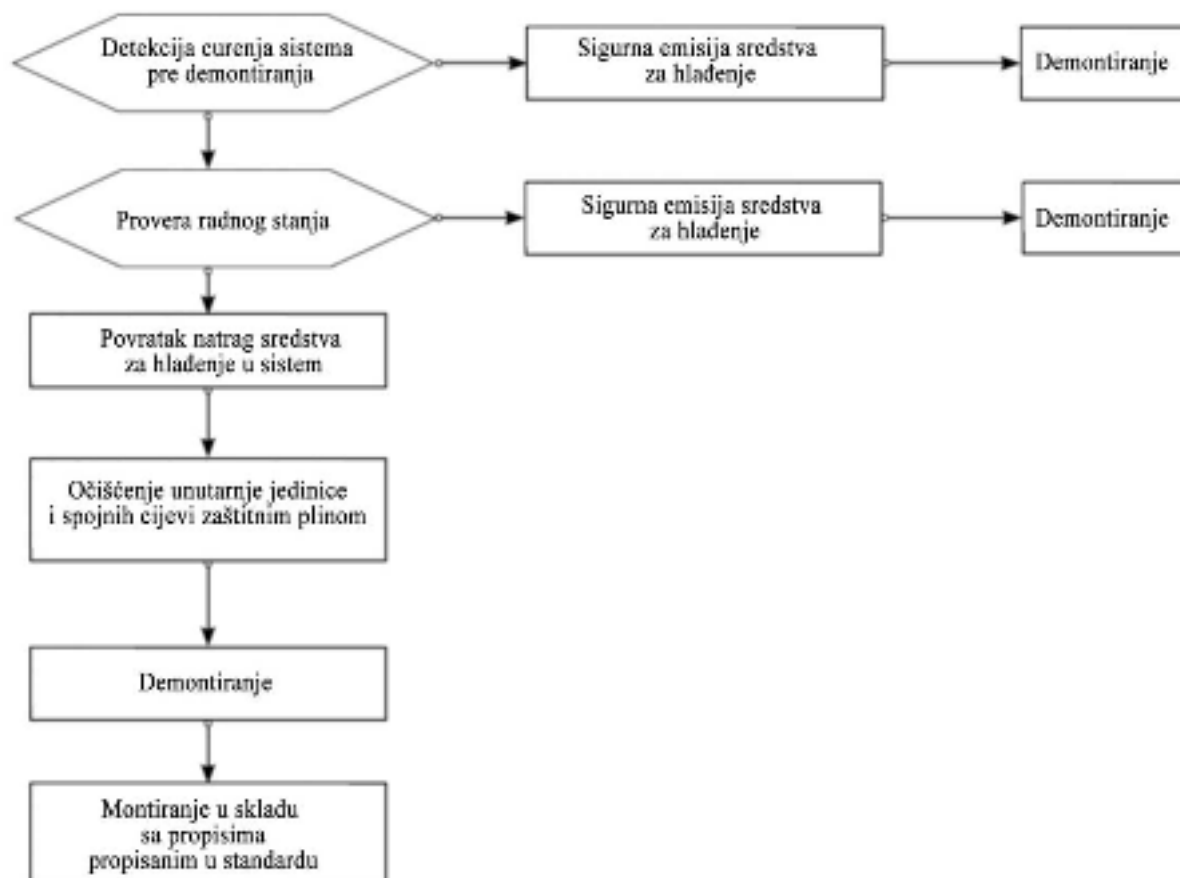 Detekcija curenja sistema
pre demontiranja
Sigurna emisija sredstva
za hlađenje
Demontiranje
Provera radnog stanja
Sigurna emisija sredstva
za hlađenje
Demontiranje
Povratak natrag sredstva
za hlađenje u sistem
Očišćenje unutarnje jedinice
i spojnih cijevi zaštitnim plinom
Demontiranje
Montiranje u skladu
sa propisima
propisanim u standardu